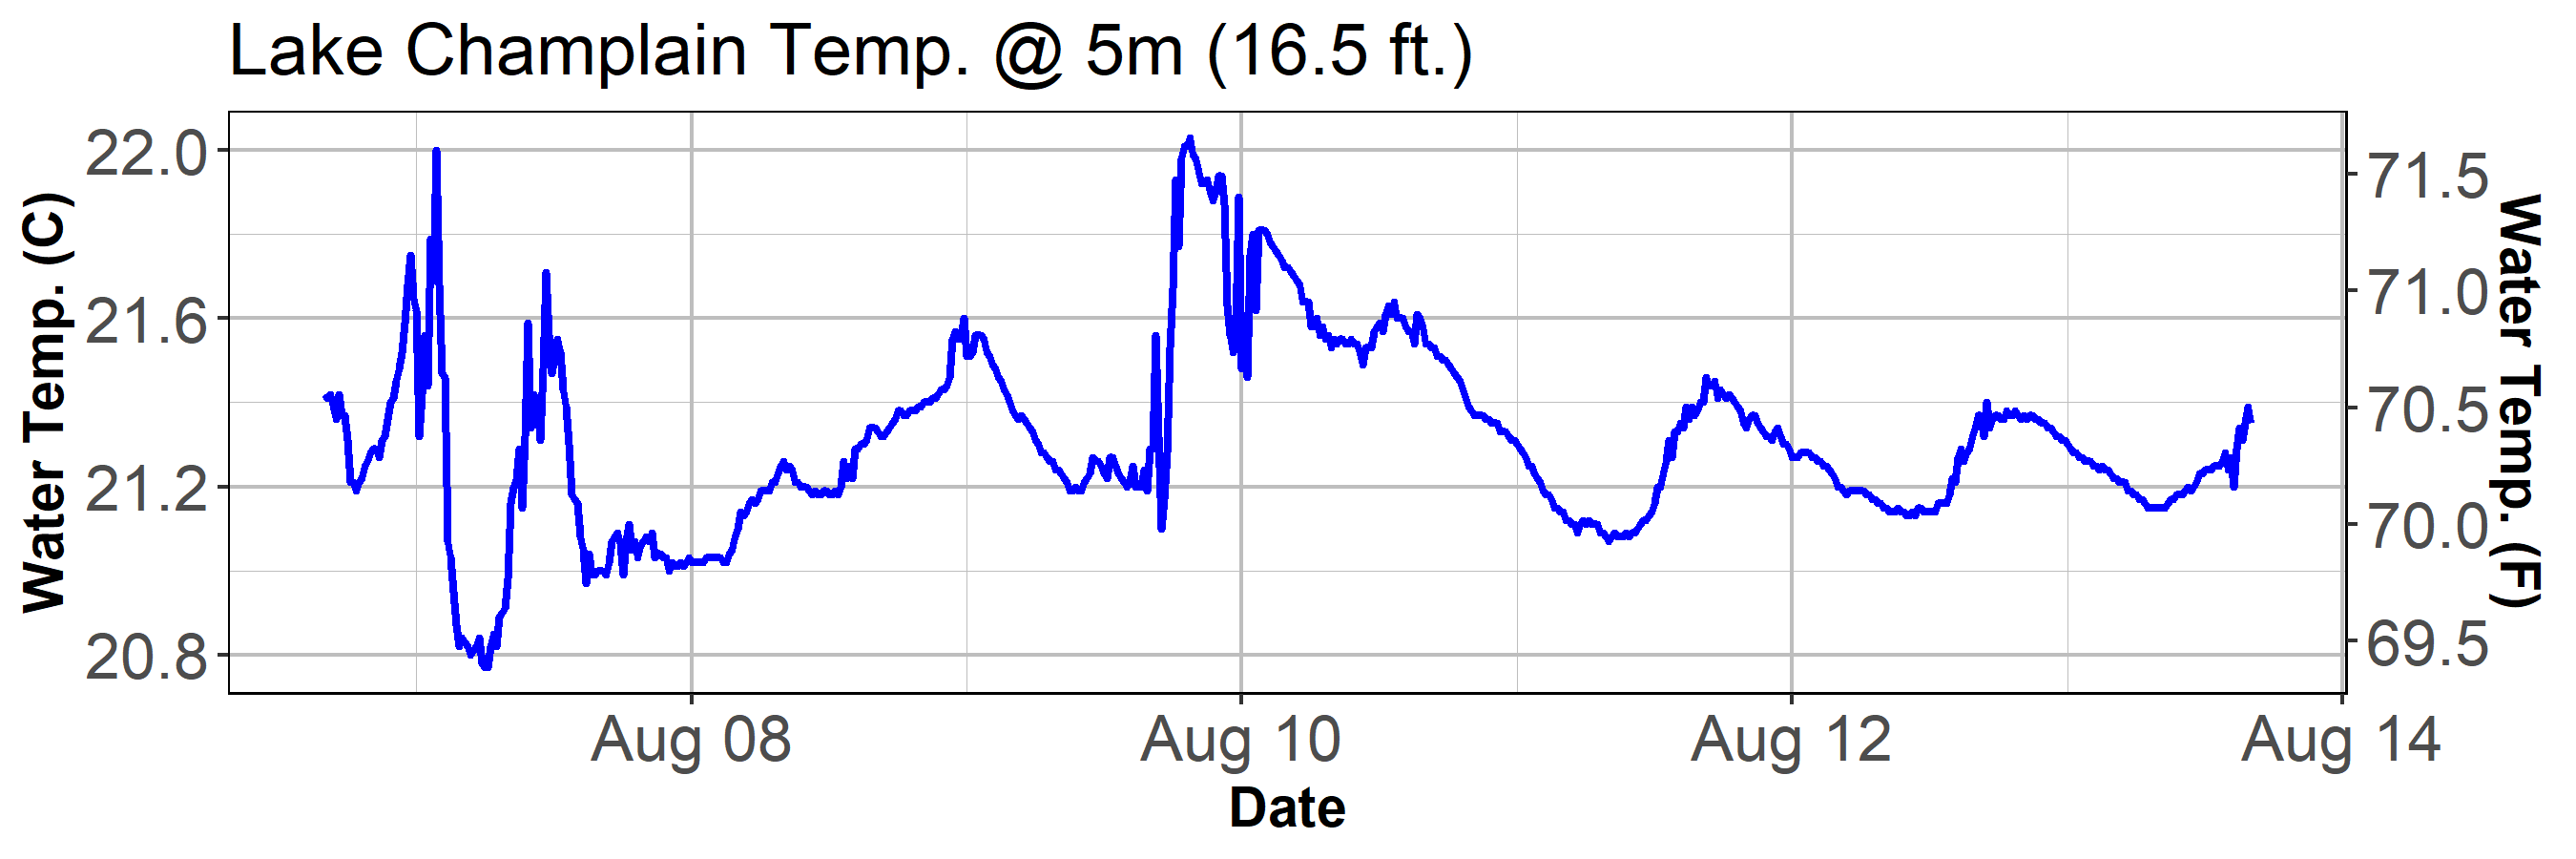 Lake Champlain Temp. @ 5m (16.5 ft.)
Water Temp. (C)
22.0
21.6
21.2
20.8
71.5
71.0
70.5
70.0
69.5
Water Temp. (F)
Aug 08
Aug 10
Aug 12
Aug 14
Date